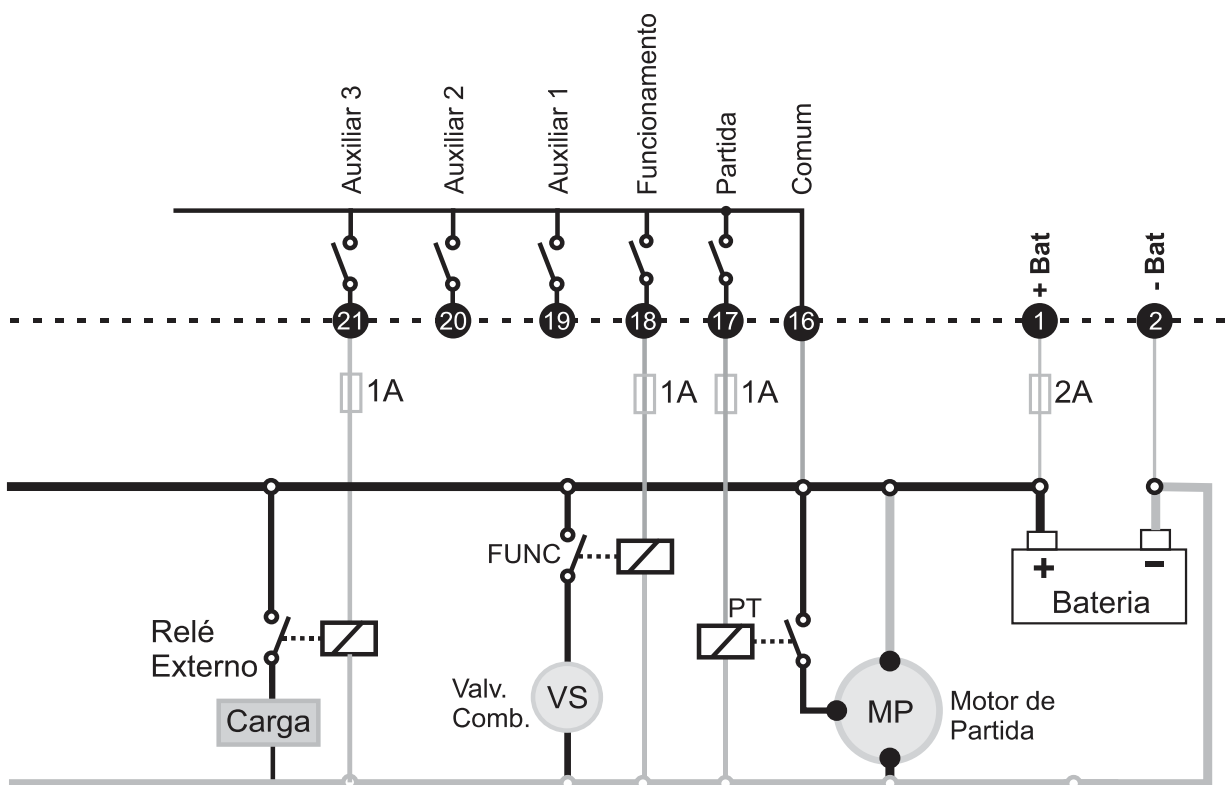 Auxiliar 3
Auxiliar 2
Auxiliar 1
Funcionamento
Partida
Comum
+ Bat
- Bat
21
20
19
18
17
16
1
2
1A
1A
1A
2A
FUNC
PT
+
-
Bateria
Relé
Externo
Carga
Valv.
Comb.
VS
MP
Motor de
Partida